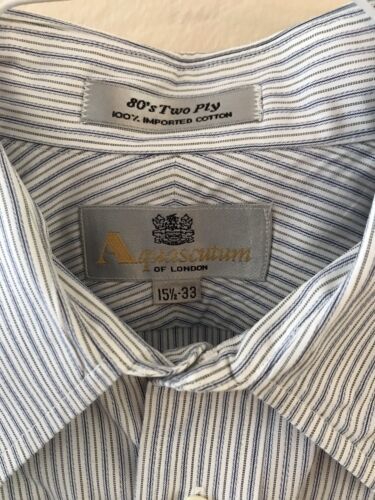 80's Two Ply
100% IMPORTED COTTON
Aquascutum
OF LONDON
15½-33